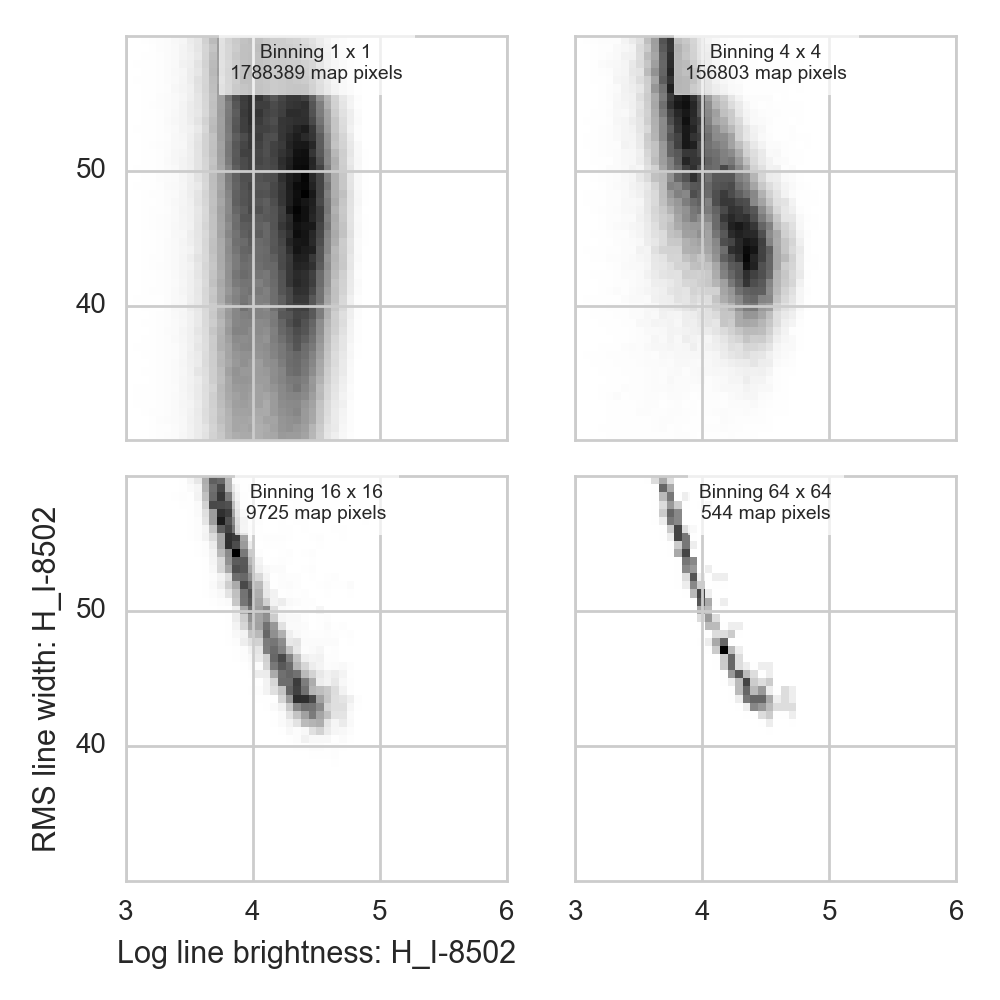 Binning 1 x 1
1788389 map pixels
Binning 4 x 4
156803 map pixels
50
40
Binning 16 x 16
9725 map pixels
Binning 64 x 64
544 map pixels
50
40
RMS line width: H_I-8502
3 4 5 6
3 4 5 6
Log line brightness: H_I-8502